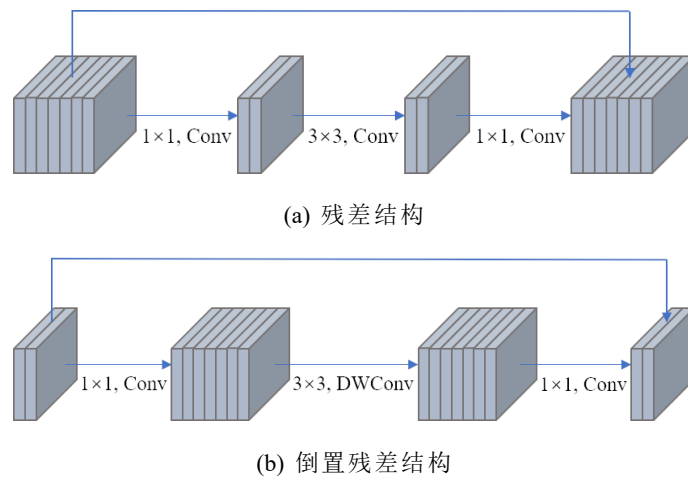 1×1, Conv 3×3, Conv 1×1, Conv
(a) 残差结构
1×1, Conv 3×3, DWConv 1×1, Conv
(b) 倒置残差结构